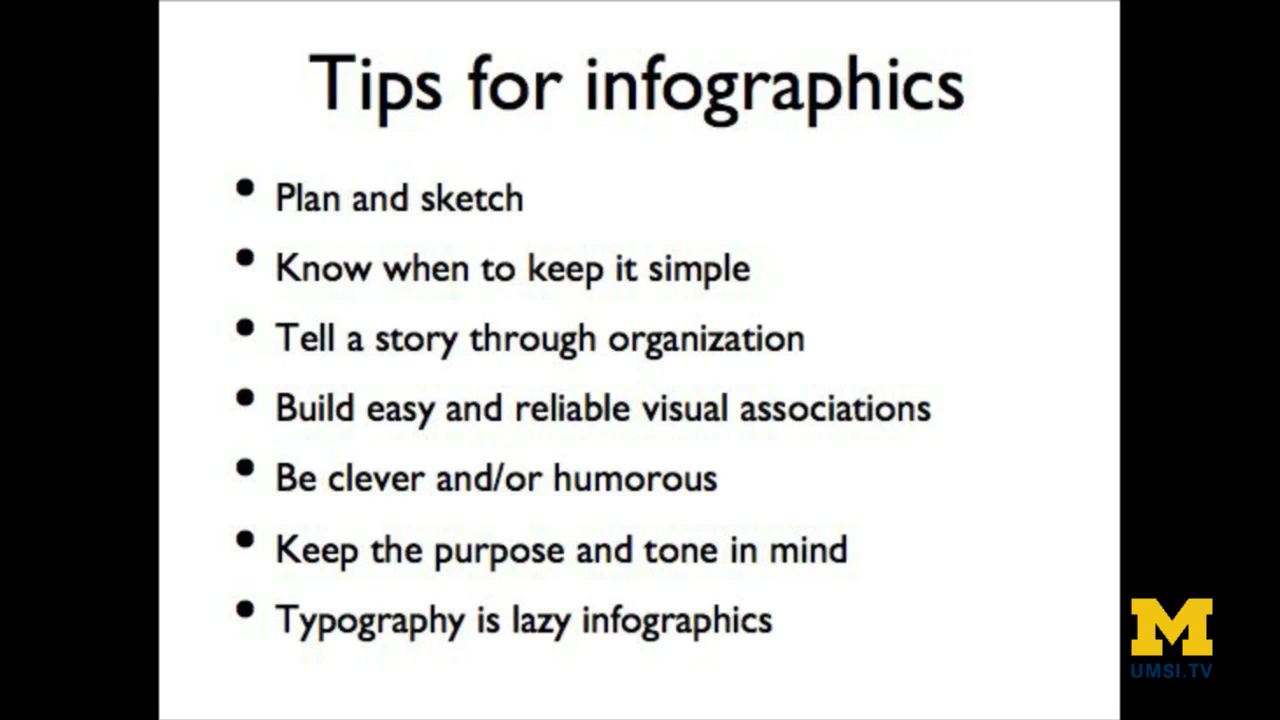 Tips for infographics
• Plan and sketch
• Know when to keep it simple
• Tell a story through organization
• Build easy and reliable visual associations
• Be clever and/or humorous
• Keep the purpose and tone in mind
• Typography is lazy infographics
M
UMSI.TV